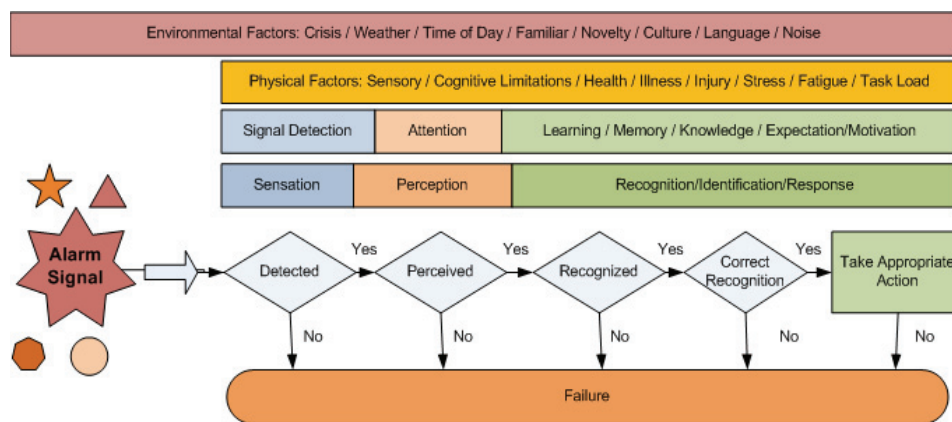 Environmental Factors: Crisis / Weather / Time of Day / Familiar / Novelty / Culture / Language / Noise
Physical Factors: Sensory / Cognitive Limitations / Health / Illness / Injury / Stress / Fatigue / Task Load
Signal Detection
Attention
Learning / Memory / Knowledge / Expectation/Motivation
Sensation
Perception
Recognition/Identification/Response
Alarm
Signal
Detected
Yes
Perceived
Yes
Recognized
Yes
Correct
Recognition
Yes
Take Appropriate
Action
No
No
No
No
No
Failure